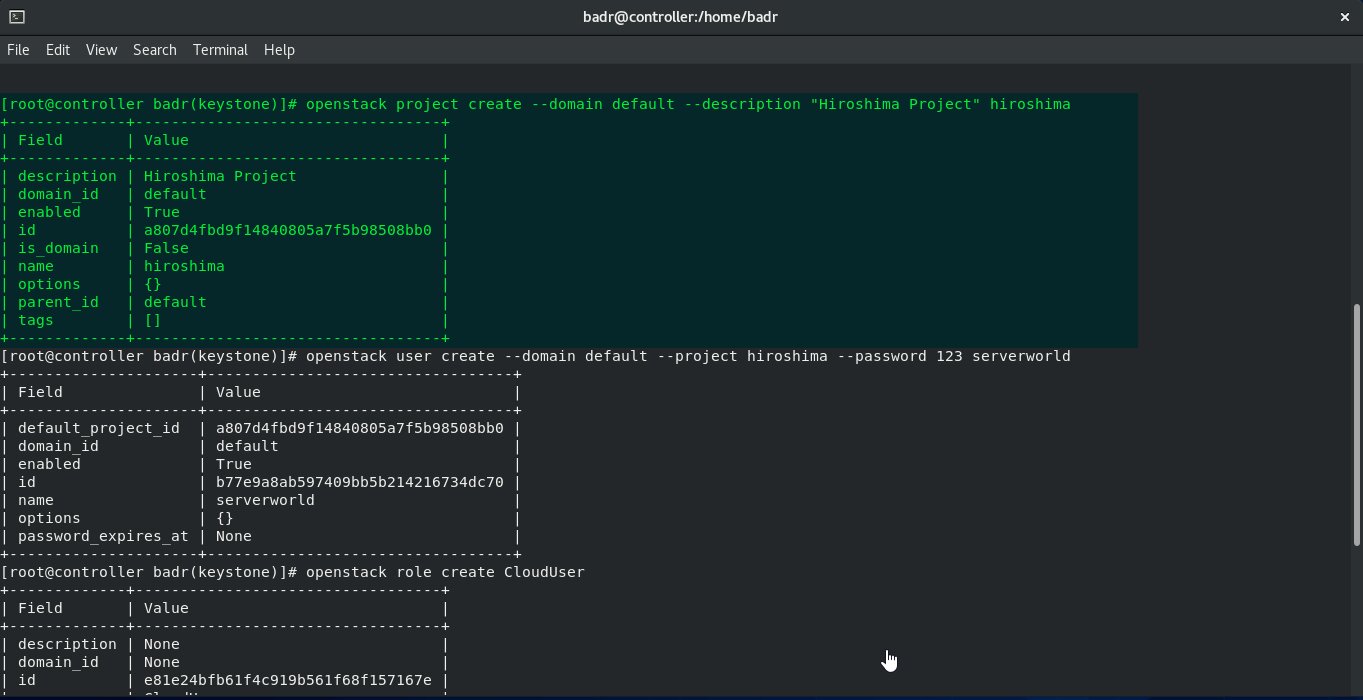 badr@controller:/home/badr
File Edit View Search Terminal Help
[root@controller badr(keystone)]# openstack project create --domain default --description "Hiroshima Project" hiroshima
+-------------+----------------------------------+
| Field       | Value                            |
+-------------+----------------------------------+
| description | Hiroshima Project                |
| domain_id   | default                          |
| enabled     | True                             |
| id          | a807d4fbd9f14840805a7f5b98508bb0 |
| is_domain   | False                            |
| name        | hiroshima                        |
| options     | {}                               |
| parent_id   | default                          |
| tags        | []                               |
+-------------+----------------------------------+
[root@controller badr(keystone)]# openstack user create --domain default --project hiroshima --password 123 serverworld
+---------------------+----------------------------------+
| Field               | Value                            |
+---------------------+----------------------------------+
| default_project_id  | a807d4fbd9f14840805a7f5b98508bb0 |
| domain_id           | default                          |
| enabled             | True                             |
| id                  | b77e9a8ab597409bb5b214216734dc70 |
| name                | serverworld                      |
| options             | {}                               |
| password_expires_at | None                             |
+---------------------+----------------------------------+
[root@controller badr(keystone)]# openstack role create CloudUser
+-------------+----------------------------------+
| Field       | Value                            |
+-------------+----------------------------------+
| description | None                             |
| domain_id   | None                             |
| id          | e81e24bfb61f4c919b561f68f157167e |